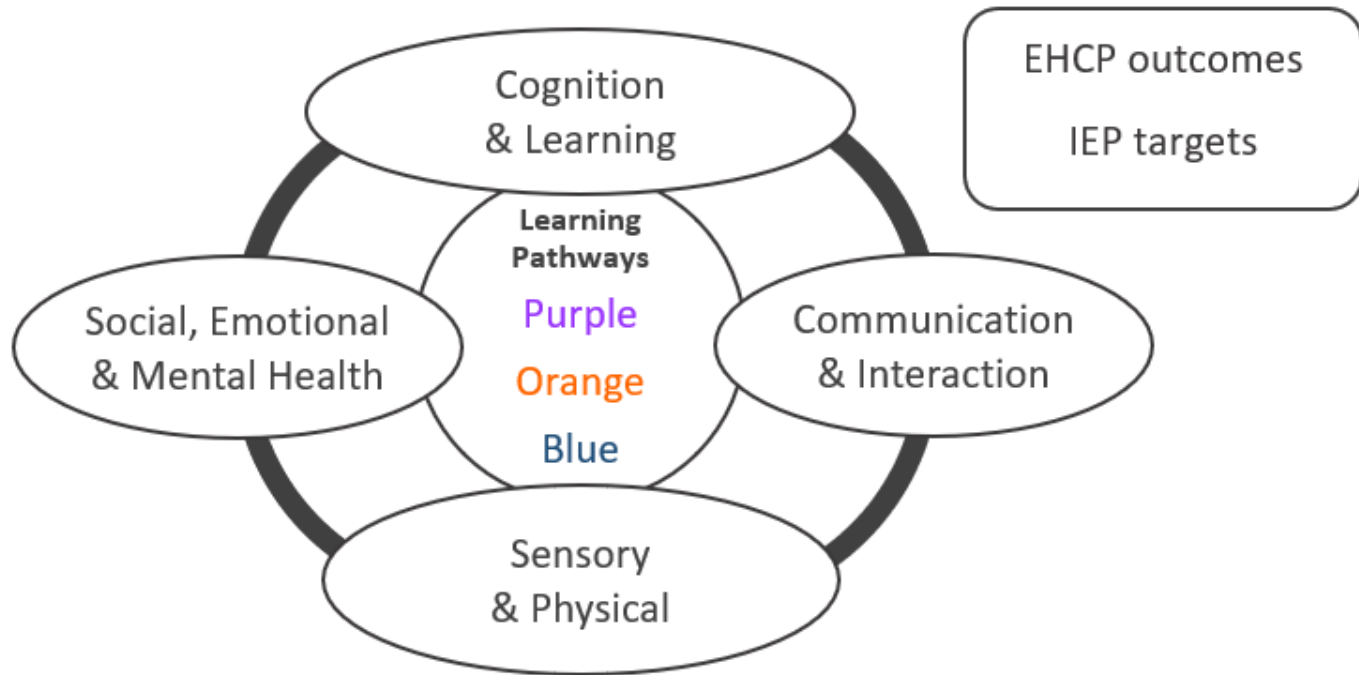 Cognition
& Learning
EHCP outcomes
IEP targets
Learning
Pathways
Purple
Orange
Blue
Social, Emotional
& Mental Health
Communication
& Interaction
Sensory
& Physical